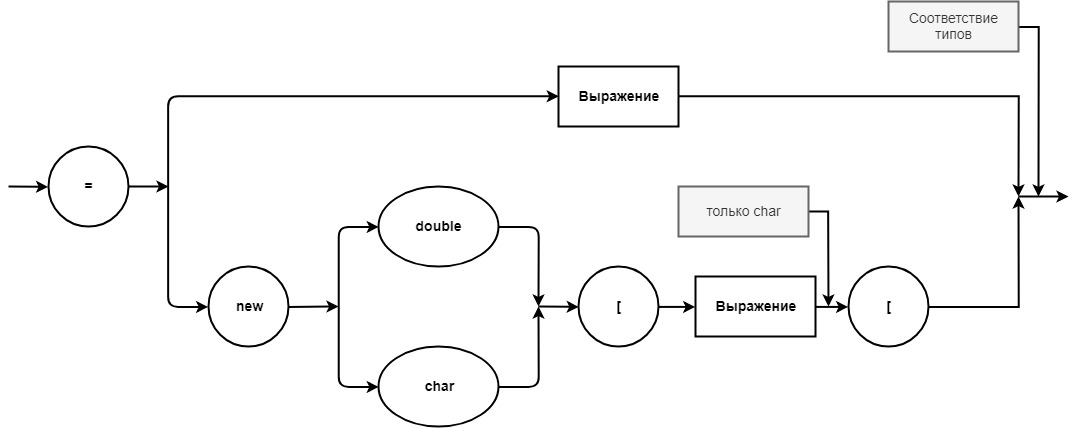 Соответствие
типов
Выражение
=
double
только char
new
[
Выражение
[
char